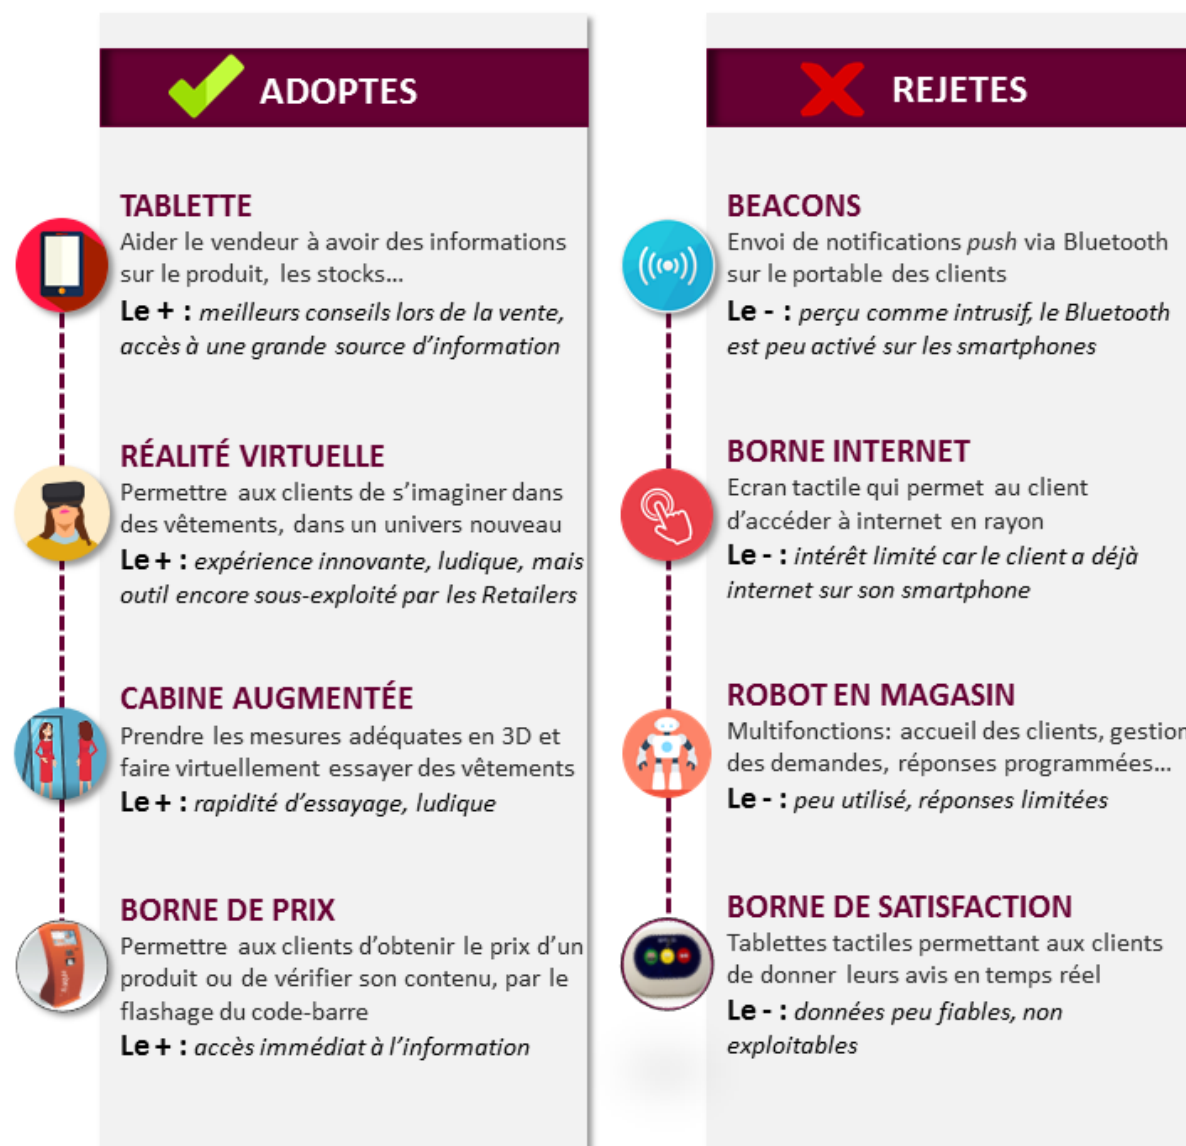 ADOPTES
TABLETTE
Aider le vendeur à avoir des informations
sur le produit, les stocks...
Le + : meilleurs conseils lors de la vente,
accès à une grande source d'information
RÉALITÉ VIRTUELLE
Permettre aux clients de s'imaginer dans
des vêtements, dans un univers nouveau
Le + : expérience innovante, ludique, mais
outil encore sous-exploité par les Retailers
CABINE AUGMENTÉE
Prendre les mesures adéquates en 3D et
faire virtuellement essayer des vêtements
Le + : rapidité d'essayage, ludique
BORNE DE PRIX
Permettre aux clients d'obtenir le prix d'un
produit ou de vérifier son contenu, par le
flashage du code-barre
Le + : accès immédiat à l'information
REJETES
BEACONS
Envoi de notifications push via Bluetooth
sur le portable des clients
Le - : perçu comme intrusif, le Bluetooth
est peu activé sur les smartphones
BORNE INTERNET
Ecran tactile qui permet au client
d'accéder à internet en rayon
Le - : intérêt limité car le client a déjà
internet sur son smartphone
ROBOT EN MAGASIN
Multifonctions: accueil des clients, gestion
des demandes, réponses programmées...
Le - : peu utilisé, réponses limitées
BORNE DE SATISFACTION
Tablettes tactiles permettant aux clients
de donner leurs avis en temps réel
Le - : données peu fiables, non
exploitables